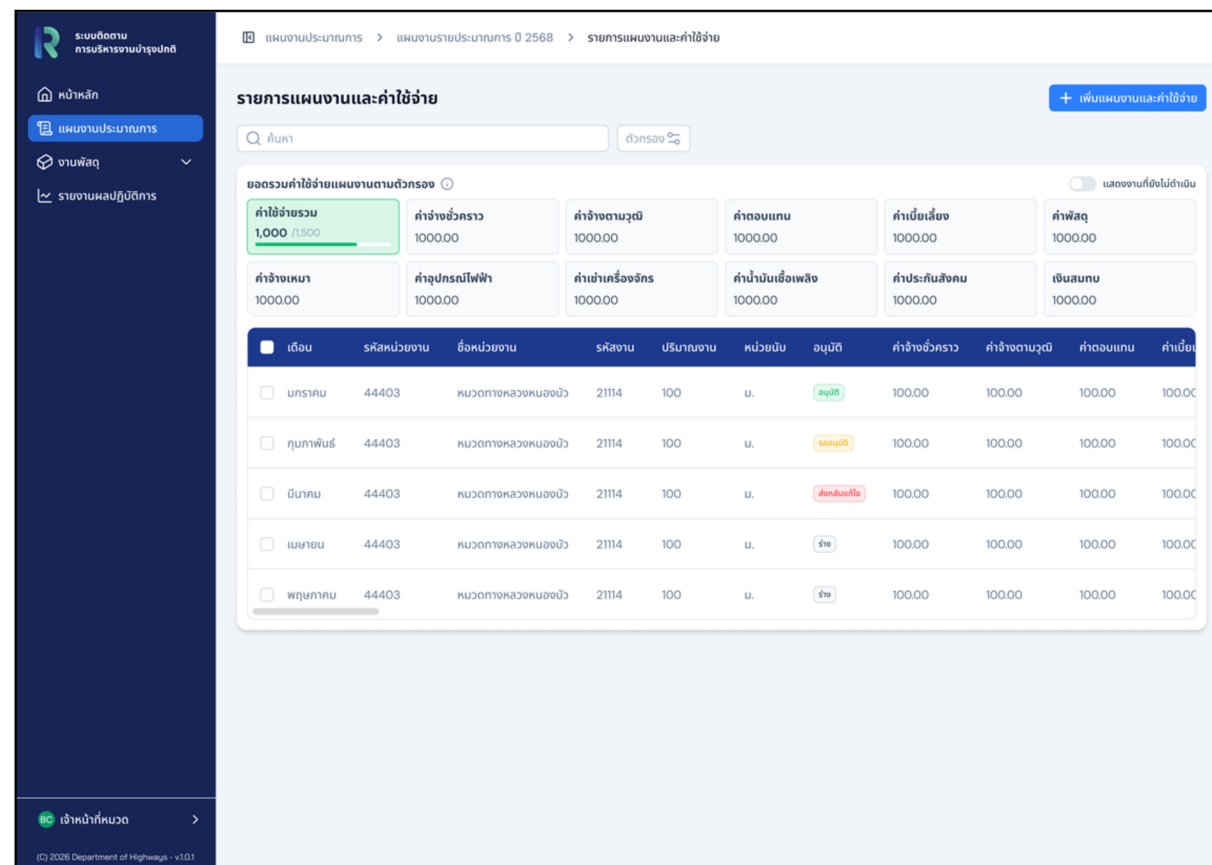 ระบบติดตาม
การบริหารงานบำรุงปกติ
แผนงานประมาณการ > แผนงานรายประมาณการ ปี 2568 > รายการแผนงานและค่าใช้จ่าย
หน้าหลัก
แผนงานประมาณการ
งานพัสดุ
รายงานผลปฏิบัติการ
รายการแผนงานและค่าใช้จ่าย
+ เพิ่มแผนงานและค่าใช้จ่าย
ค้นหา
ตัวกรอง
ยอดรวมค่าใช้จ่ายแผนงานตามตัวกรอง
แสดงงานที่ยังไม่ดำเนิน
ค่าใช้จ่ายรวม ค่าจ้างชั่วคราว ค่าจ้างตามวุฒิ ค่าตอบแทน ค่าเบี้ยเลี้ยง ค่าพัสดุ
1,000 /1,500 1000.00 1000.00 1000.00 1000.00 1000.00
ค่าจ้างเหมา ค่าอุปกรณ์ไฟฟ้า ค่าเช่าเครื่องจักร ค่าน้ำมันเชื้อเพลิง ค่าประกันสังคม เงินสมทบ
1000.00 1000.00 1000.00 1000.00 1000.00 1000.00
เดือน รหัสหน่วยงาน ชื่อหน่วยงาน รหัสงาน ปริมาณงาน หน่วยนับ อนุมัติ ค่าจ้างชั่วคราว ค่าจ้างตามวุฒิ ค่าตอบแทน ค่าเบี้ย
มกราคม 44403 หมวดทางหลวงหนองบัว 21114 100 ม. อนุมัติ 100.00 100.00 100.00 100.00
กุมภาพันธ์ 44403 หมวดทางหลวงหนองบัว 21114 100 ม. รออนุมัติ 100.00 100.00 100.00 100.00
มีนาคม 44403 หมวดทางหลวงหนองบัว 21114 100 ม. ส่งกลับแก้ไข 100.00 100.00 100.00 100.00
เมษายน 44403 หมวดทางหลวงหนองบัว 21114 100 ม. ร่าง 100.00 100.00 100.00 100.00
พฤษภาคม 44403 หมวดทางหลวงหนองบัว 21114 100 ม. ร่าง 100.00 100.00 100.00 100.00
BC เจ้าหน้าที่หมวด >
(C) 2026 Department of Highways - v.1.0.1